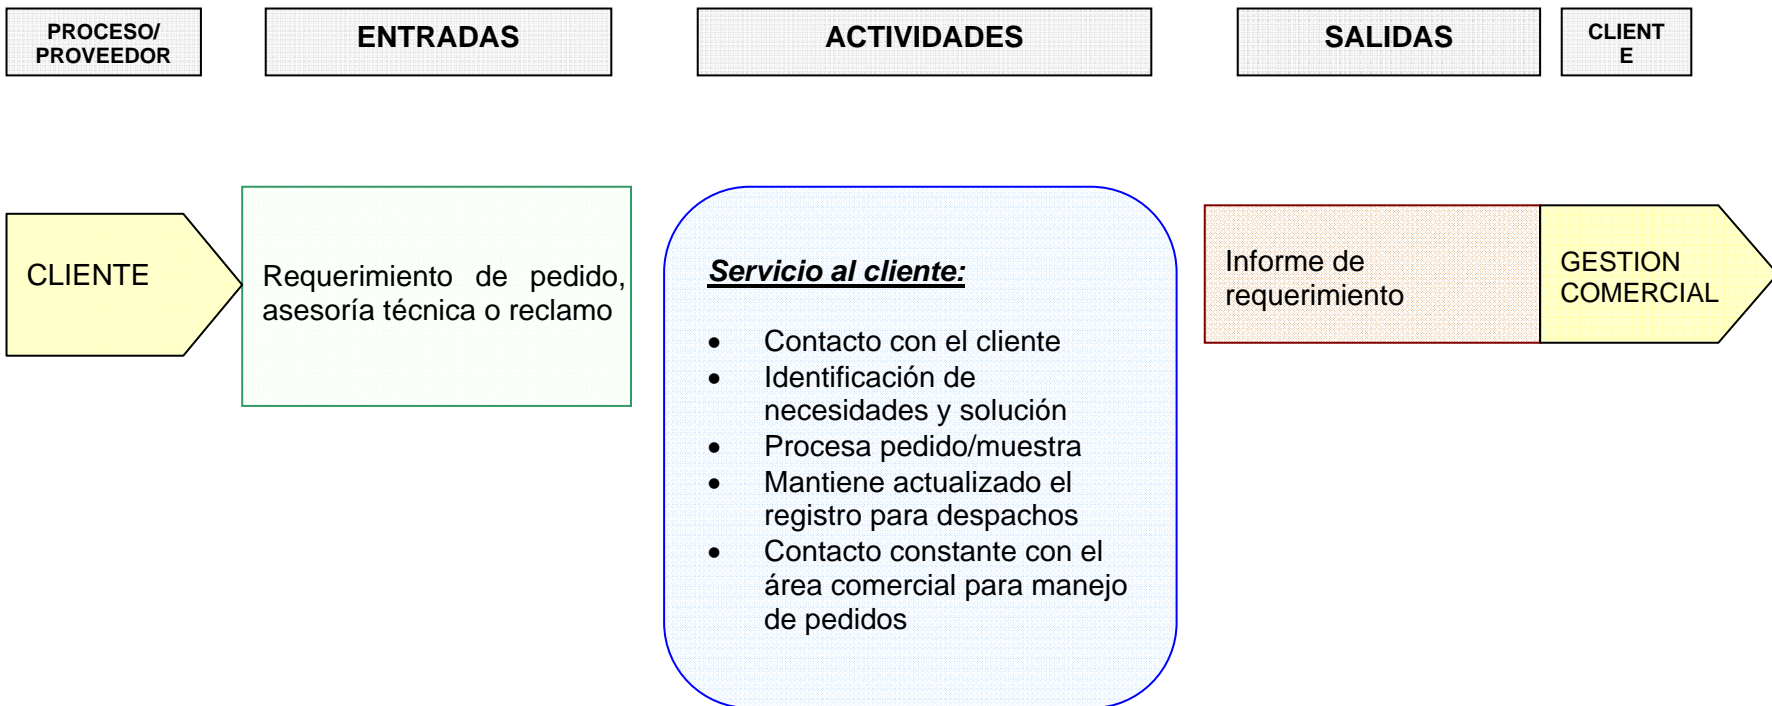 PROCESO/
PROVEEDOR
ENTRADAS
ACTIVIDADES
SALIDAS
CLIENT
E
CLIENTE
Requerimiento de pedido,
asesoría técnica o reclamo
Servicio al cliente:
• Contacto con el cliente
• Identificación de
necesidades y solución
• Procesa pedido/muestra
• Mantiene actualizado el
registro para despachos
• Contacto constante con el
área comercial para manejo
de pedidos
Informe de
requerimiento
GESTION
COMERCIAL